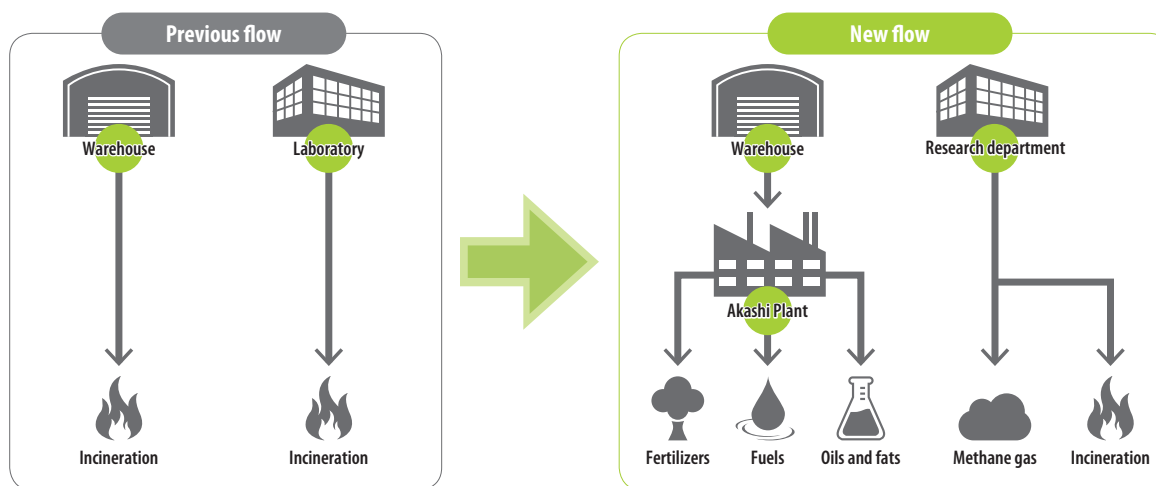 Previous flow
New flow
Warehouse
Laboratory
Warehouse
Research department
Akashi Plant
Incineration
Incineration
Fertilizers
Fuels
Oils and fats
Methane gas
Incineration